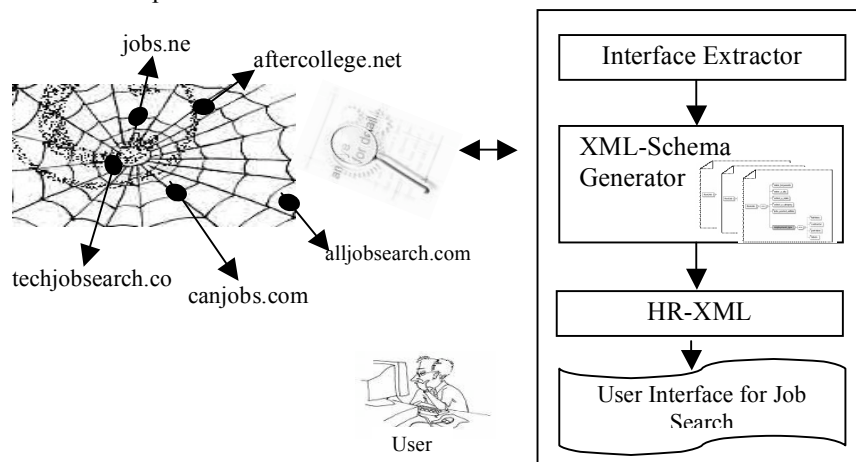 jobs.ne
aftercollege.net
alljobsearch.com
techjobsearch.co
canjobs.com
User
Interface Extractor
XML-Schema
Generator
HR-XML
User Interface for Job
Search